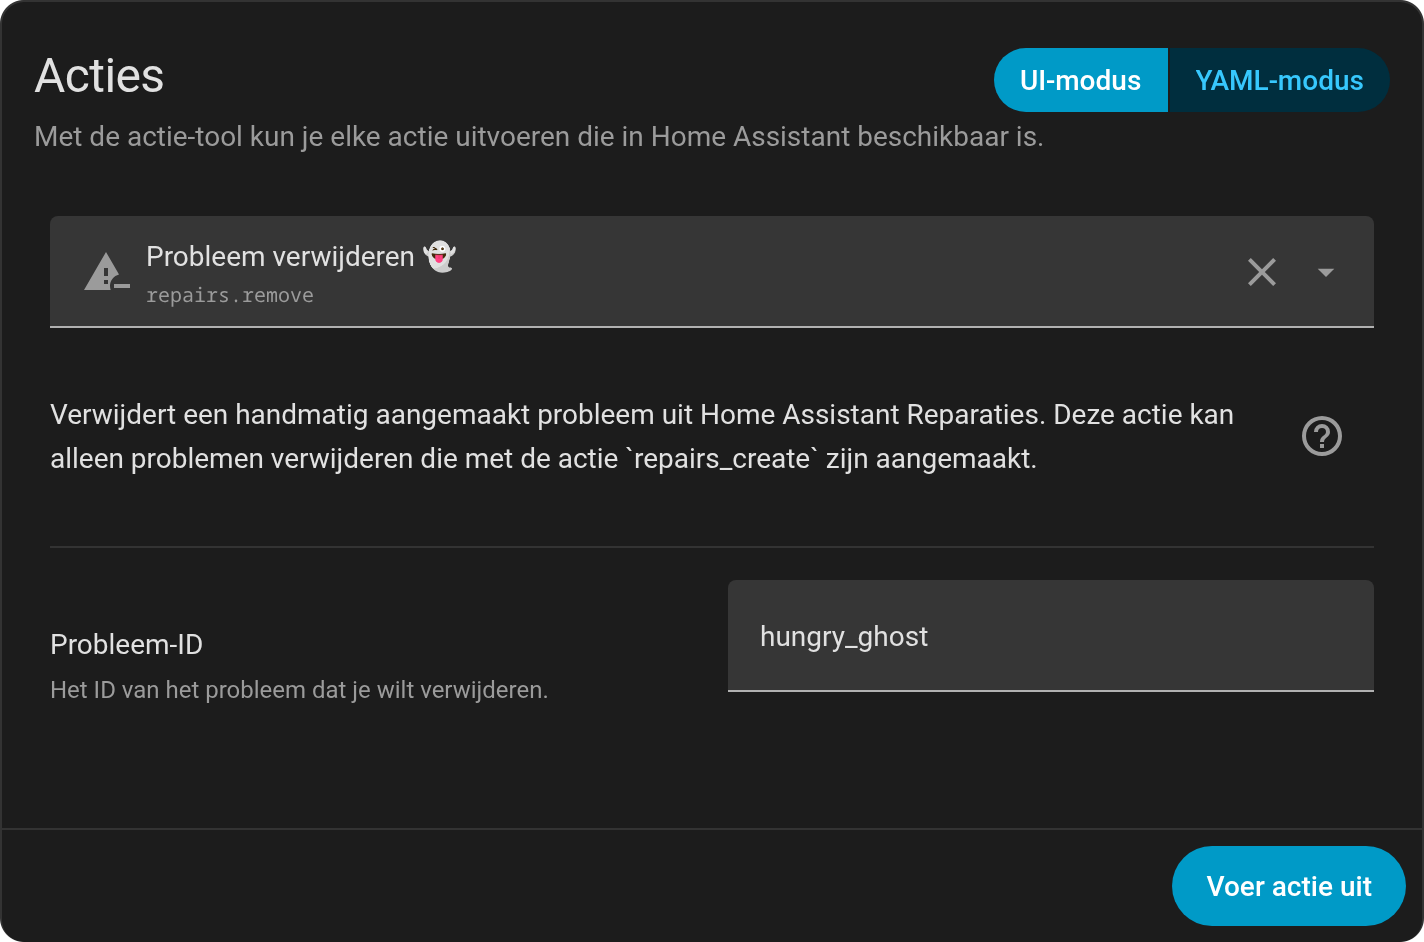 Acties
UI-modus
YAML-modus
Met de actie-tool kun je elke actie uitvoeren die in Home Assistant beschikbaar is.
Probleem verwijderen 👻
repairs.remove
Verwijdert een handmatig aangemaakt probleem uit Home Assistant Reparaties. Deze actie kan
alleen problemen verwijderen die met de actie `repairs_create` zijn aangemaakt.
Probleem-ID
Het ID van het probleem dat je wilt verwijderen.
hungry_ghost
Voer actie uit